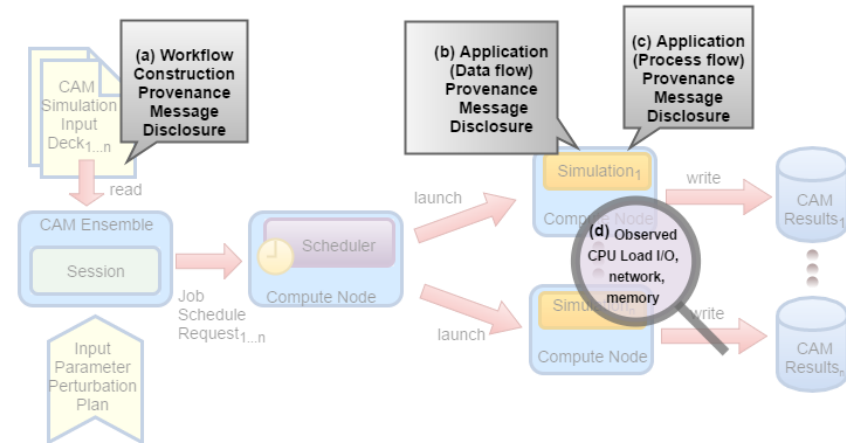 (a) Workflow
Construction
Provenance
Message
Disclosure
(b) Application
(Data flow)
Provenance
Message
Disclosure
(c) Application
(Process flow)
Provenance
Message
Disclosure
CAM
Simulation
Input
Deck1...n
read
CAM Ensemble
Session
Job
Schedule
Request1...n
Scheduler
Compute Node
launch
launch
Simulation1
Compute Node
(d) Observed
CPU Load I/O,
network,
memory
Compute Node
write
write
CAM
Results1
CAM
Resultsn
Input
Parameter
Perturbation
Plan